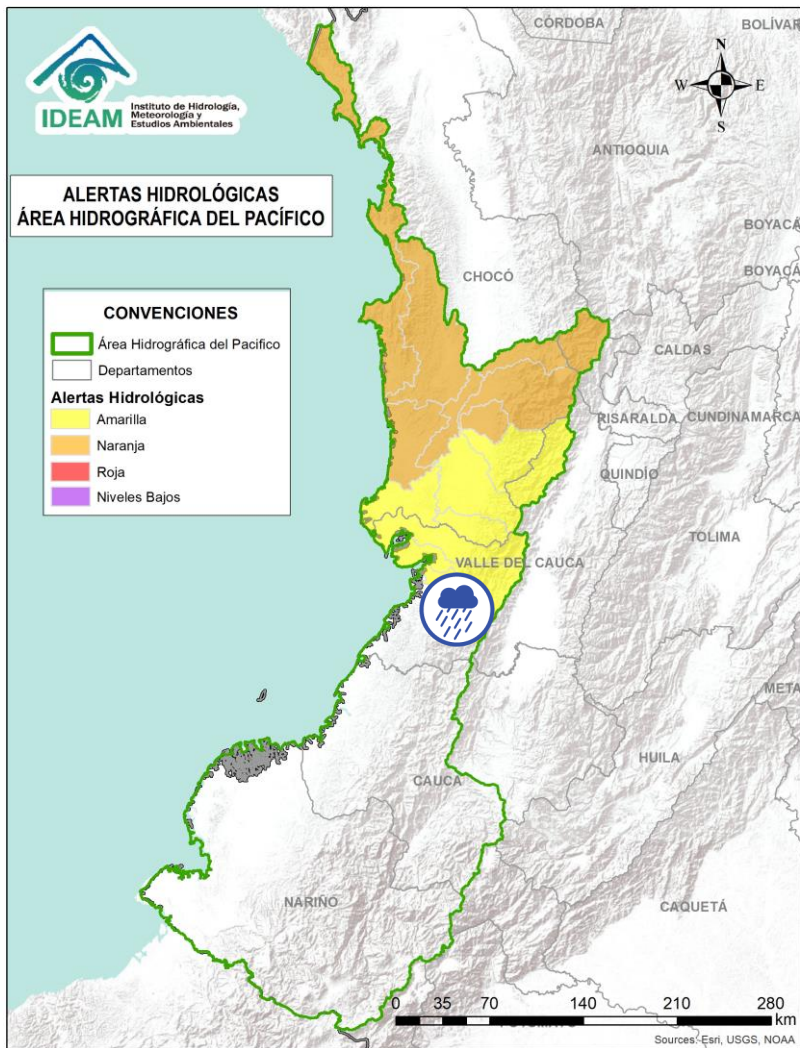 IDEAM
Instituto de Hidrología,
Meteorología y
Estudios Ambientales
ALERTAS HIDROLÓGICAS
ÁREA HIDROGRÁFICA DEL PACÍFICO
CONVENCIONES
Área Hidrográfica del Pacifico
Departamentos
Alertas Hidrológicas
Amarilla
Naranja
Roja
Niveles Bajos
N
W E
S
CÓRDOBA
BOLÍVAR
ANTIOQUIA
BOYACÁ
BOYACÁ
CHOCÓ
CALDAS
RISARALDA
CUNDINAMARCA
QUINDÍO
TOLIMA
VALLE DEL CAUCA
META
HUILA
CAUCA
NARIÑO
CAQUETÁ
0 35 70 140 210 280
km
Sources: Esri, USGS, NOAA